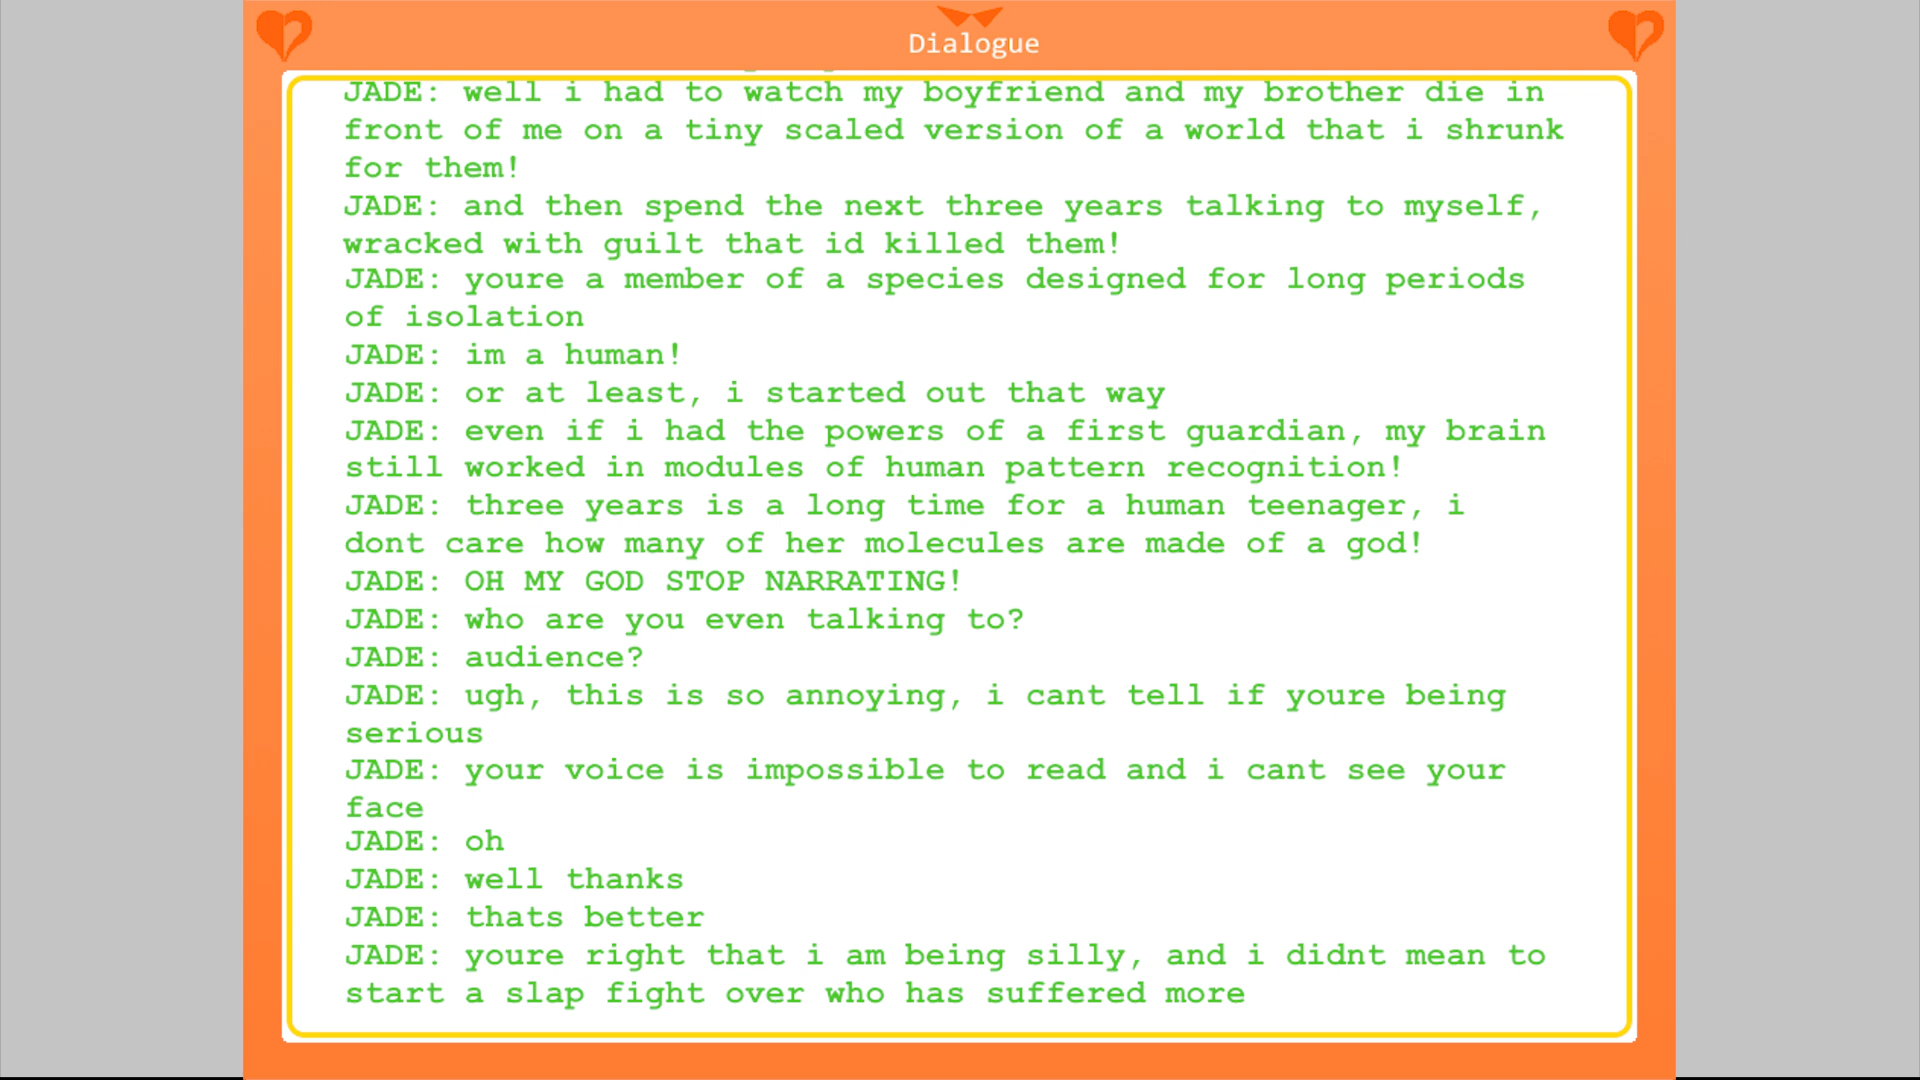 Dialogue
JADE: well i had to watch my boyfriend and my brother die in
front of me on a tiny scaled version of a world that i shrunk
for them!
JADE: and then spend the next three years talking to myself,
wracked with guilt that id killed them!
JADE: youre a member of a species designed for long periods
of isolation
JADE: im a human!
JADE: or at least, i started out that way
JADE: even if i had the powers of a first guardian, my brain
still worked in modules of human pattern recognition!
JADE: three years is a long time for a human teenager, i
dont care how many of her molecules are made of a god!
JADE: OH MY GOD STOP NARRATING!
JADE: who are you even talking to?
JADE: audience?
JADE: ugh, this is so annoying, i cant tell if youre being
serious
JADE: your voice is impossible to read and i cant see your
face
JADE: oh
JADE: well thanks
JADE: thats better
JADE: youre right that i am being silly, and i didnt mean to
start a slap fight over who has suffered more